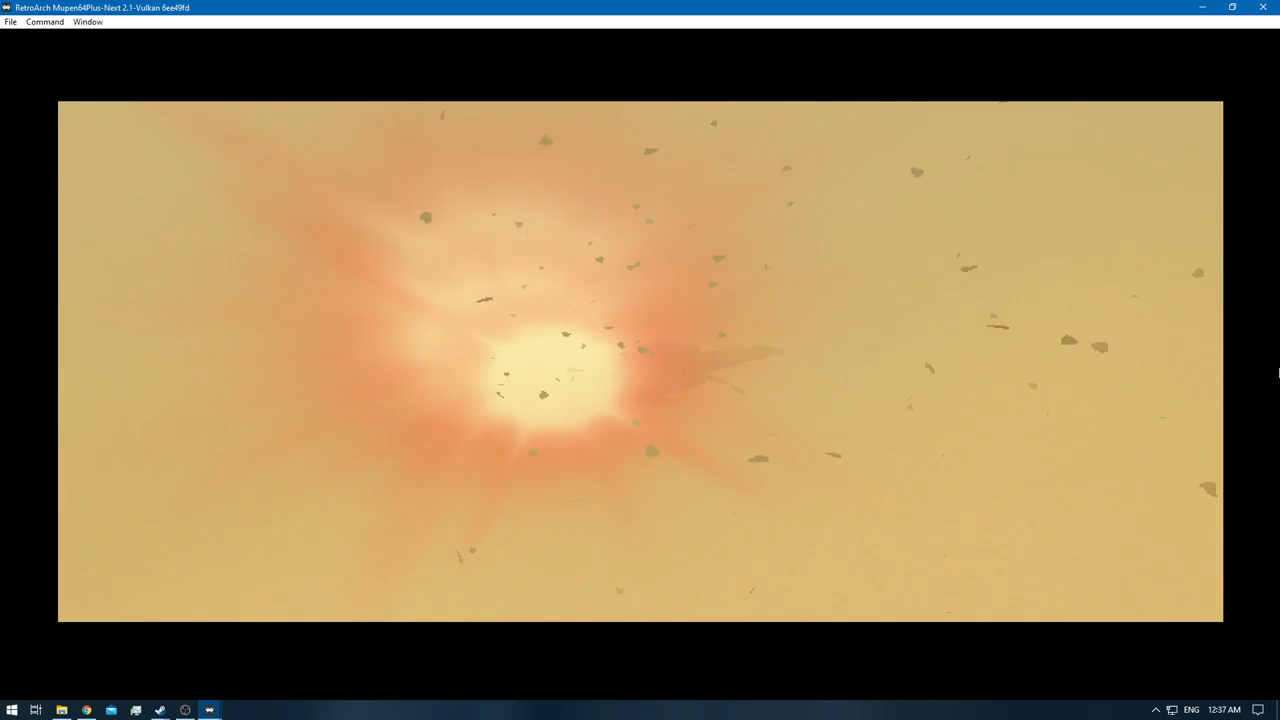 RetroArch Mupen64Plus-Next 2.1-Vulkan 6ee49fd
File Command Window
ENG 12:37 AM